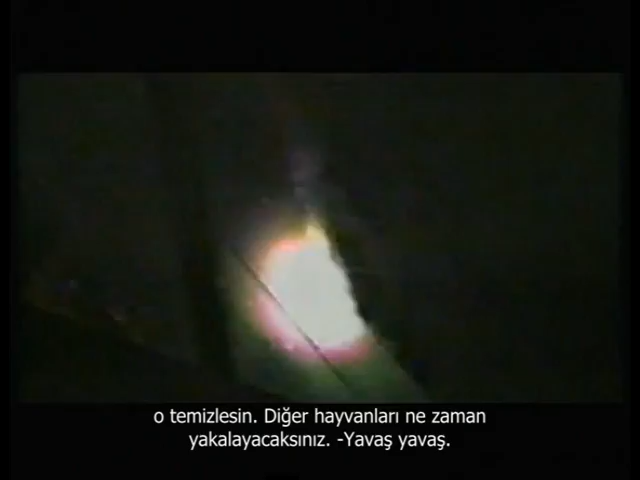 o temizlesin. Diğer hayvanları ne zaman
yakalayacaksınız. -Yavaş yavaş.